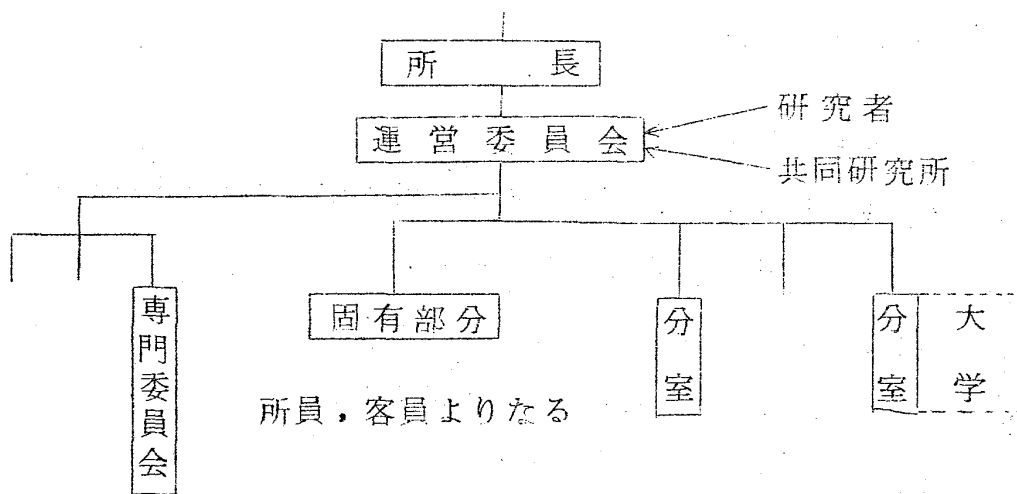 所長
運営委員会
研究者
共同研究所
専門委員会
固有部分
分室
分室
大学
所員,客員よりなる